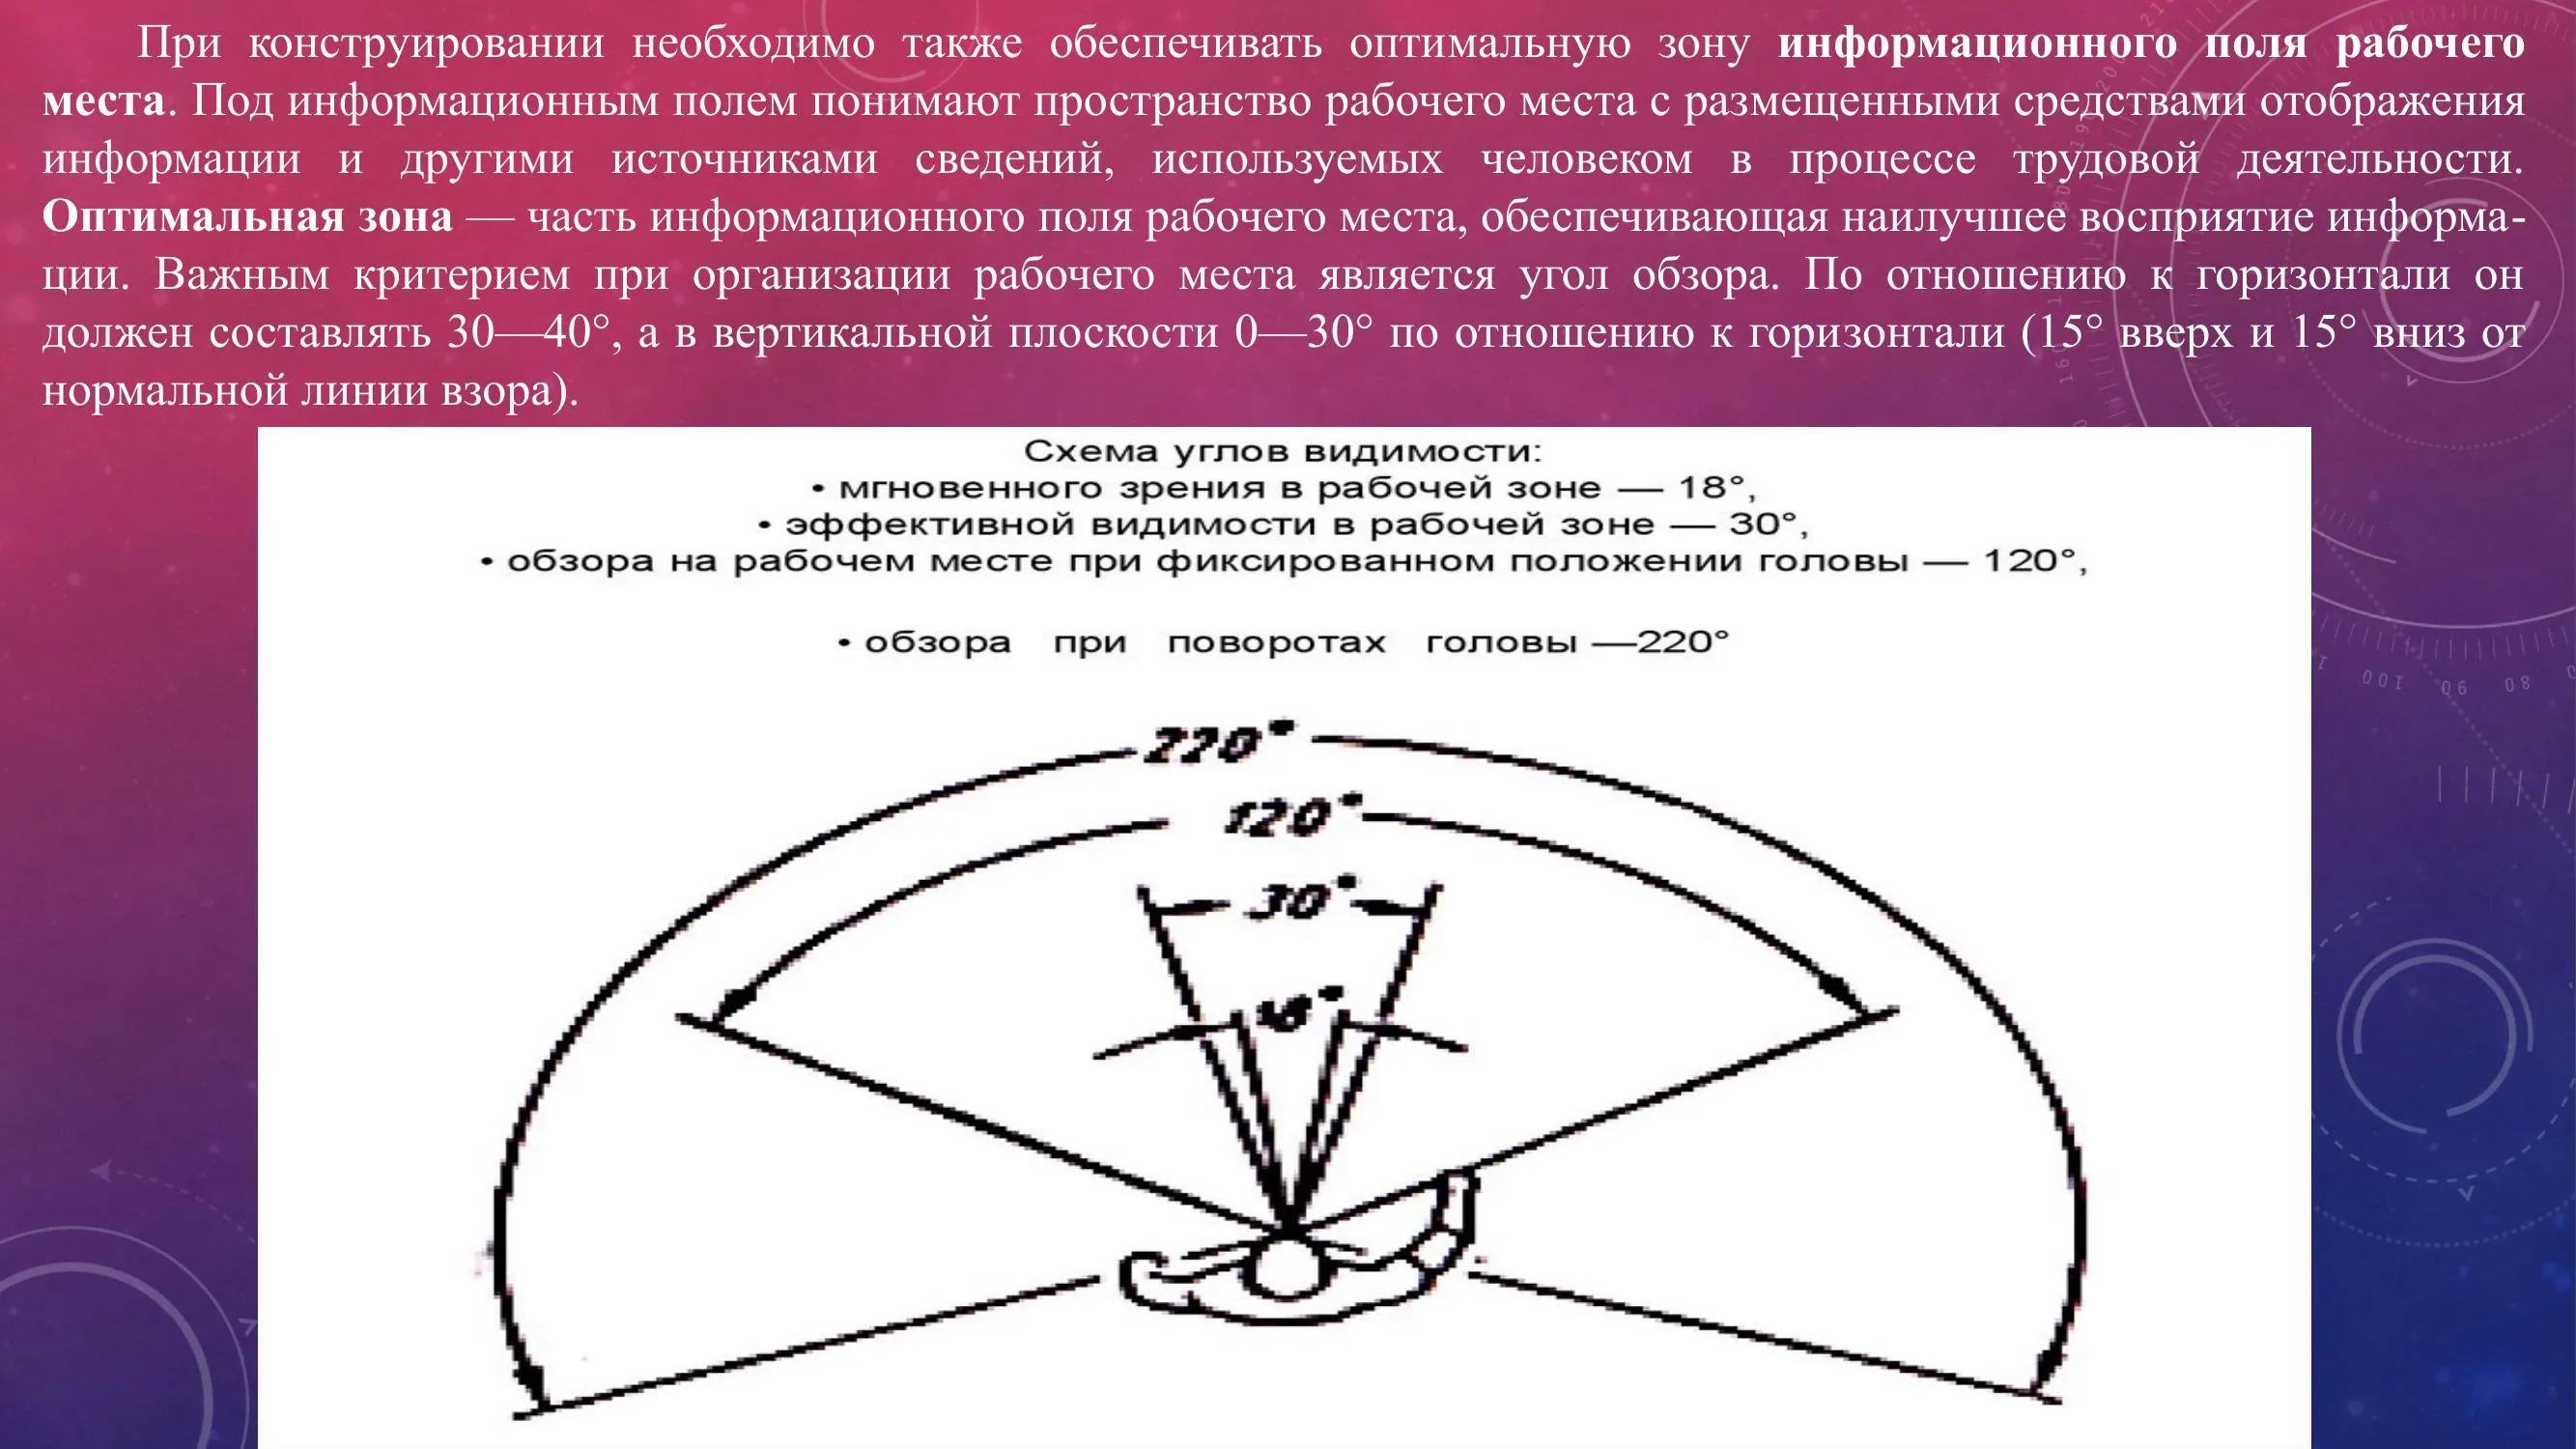 При конструировании необходимо также обеспечивать оптимальную зону информационного поля рабочего
места. Под информационным полем понимают пространство рабочего места с размещенными средствами отображения
информации и другими источниками сведений, используемых человеком в процессе трудовой деятельности.
Оптимальная зона — часть информационного поля рабочего места, обеспечивающая наилучшее восприятие информа-
ции. Важным критерием при организации рабочего места является угол обзора. По отношению к горизонтали он
должен составлять 30—40°, а в вертикальной плоскости 0—30° по отношению к горизонтали (15° вверх и 15° вниз от
нормальной линии взора).
Схема углов видимости:
• мгновенного зрения в рабочей зоне — 18°,
• эффективной видимости в рабочей зоне — 30°,
• обзора на рабочем месте при фиксированном положении головы — 120°,
• обзора при поворотах головы —220°
220°
120°
30°
18°